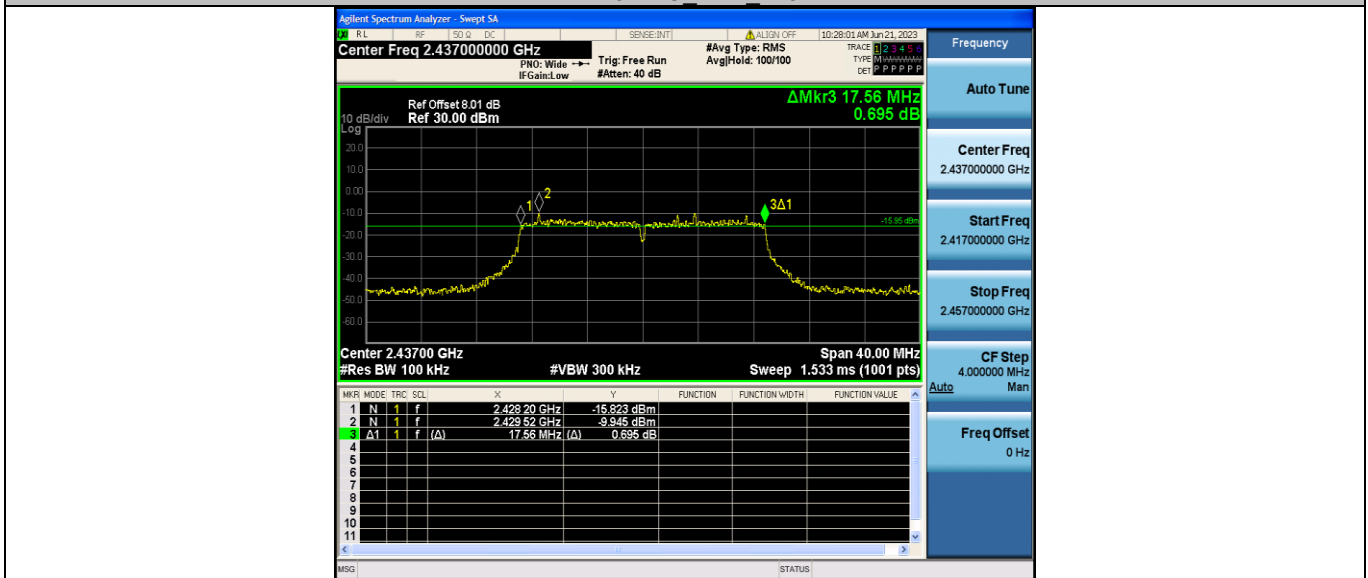 Agilent Spectrum Analyzer - Swept SA
RL RF 50 Ω DC SENSE:INT ALIGN OFF 10:28:01 AM Jun 21, 2023
Center Freq 2.437000000 GHz
PNO: Wide
IFGain:Low
Trig: Free Run
#Atten: 40 dB
#Avg Type: RMS
Avg|Hold: 100/100
TRACE 1 2 3 4 5 6
TYPE M
DET P P P P P P
Ref Offset 8.01 dB
10 dB/div Ref 30.00 dBm
Log
ΔMkr3 17.56 MHz
0.695 dB
20.0
10.0
0.00
-10.0
-20.0
-30.0
-40.0
-50.0
-60.0
1
2
3Δ1
-15.95 dBm
Center 2.43700 GHz Span 40.00 MHz
#Res BW 100 kHz #VBW 300 kHz Sweep 1.533 ms (1001 pts)
MKR MODE TRC SCL X Y FUNCTION FUNCTION WIDTH FUNCTION VALUE
1 N 1 f 2.428 20 GHz -15.823 dBm
2 N 1 f 2.429 52 GHz -9.945 dBm
3 Δ1 1 f (Δ) 17.56 MHz (Δ) 0.695 dB
4
5
6
7
8
9
10
11
MSG STATUS
Frequency
Auto Tune
Center Freq
2.437000000 GHz
Start Freq
2.417000000 GHz
Stop Freq
2.457000000 GHz
CF Step
4.000000 MHz
Auto Man
Freq Offset
0 Hz